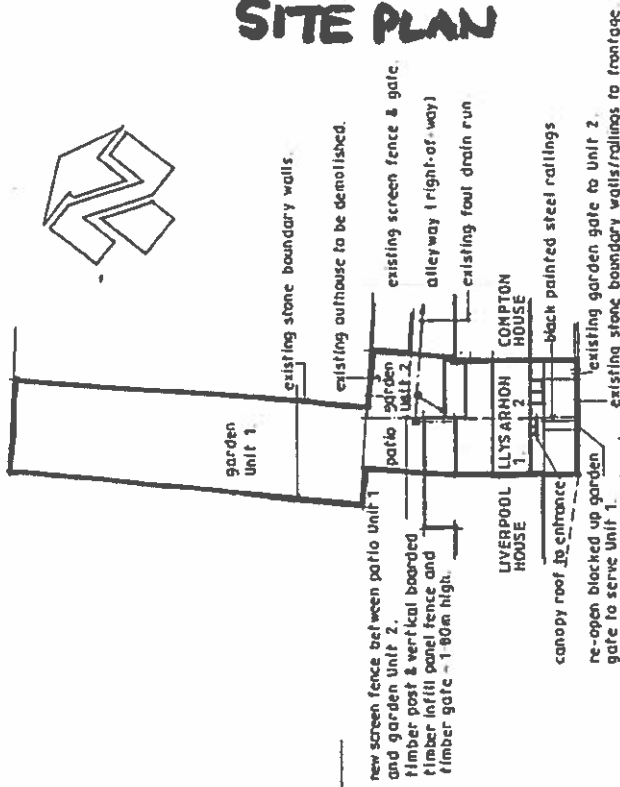 SITE PLAN
existing stone boundary walls.
existing outhouse to be demolished.
existing screen fence & gate.
alleyway (right-of-way)
existing foul drain run
garden
Unit 1.
patio
garden
Unit 2
new screen fence between patio Unit 1
and garden Unit 2.
timber post & vertical boarded
timber infill panel fence and
timber gate - 1·80m high.
LIVERPOOL
HOUSE
LLYSARMON
1.
2
COMPTON
HOUSE
black painted steel railings
canopy roof to entrance
existing garden gate to Unit 2.
re-open blocked up garden
gate to serve Unit 1.
existing stone boundary walls/railings to frontage.